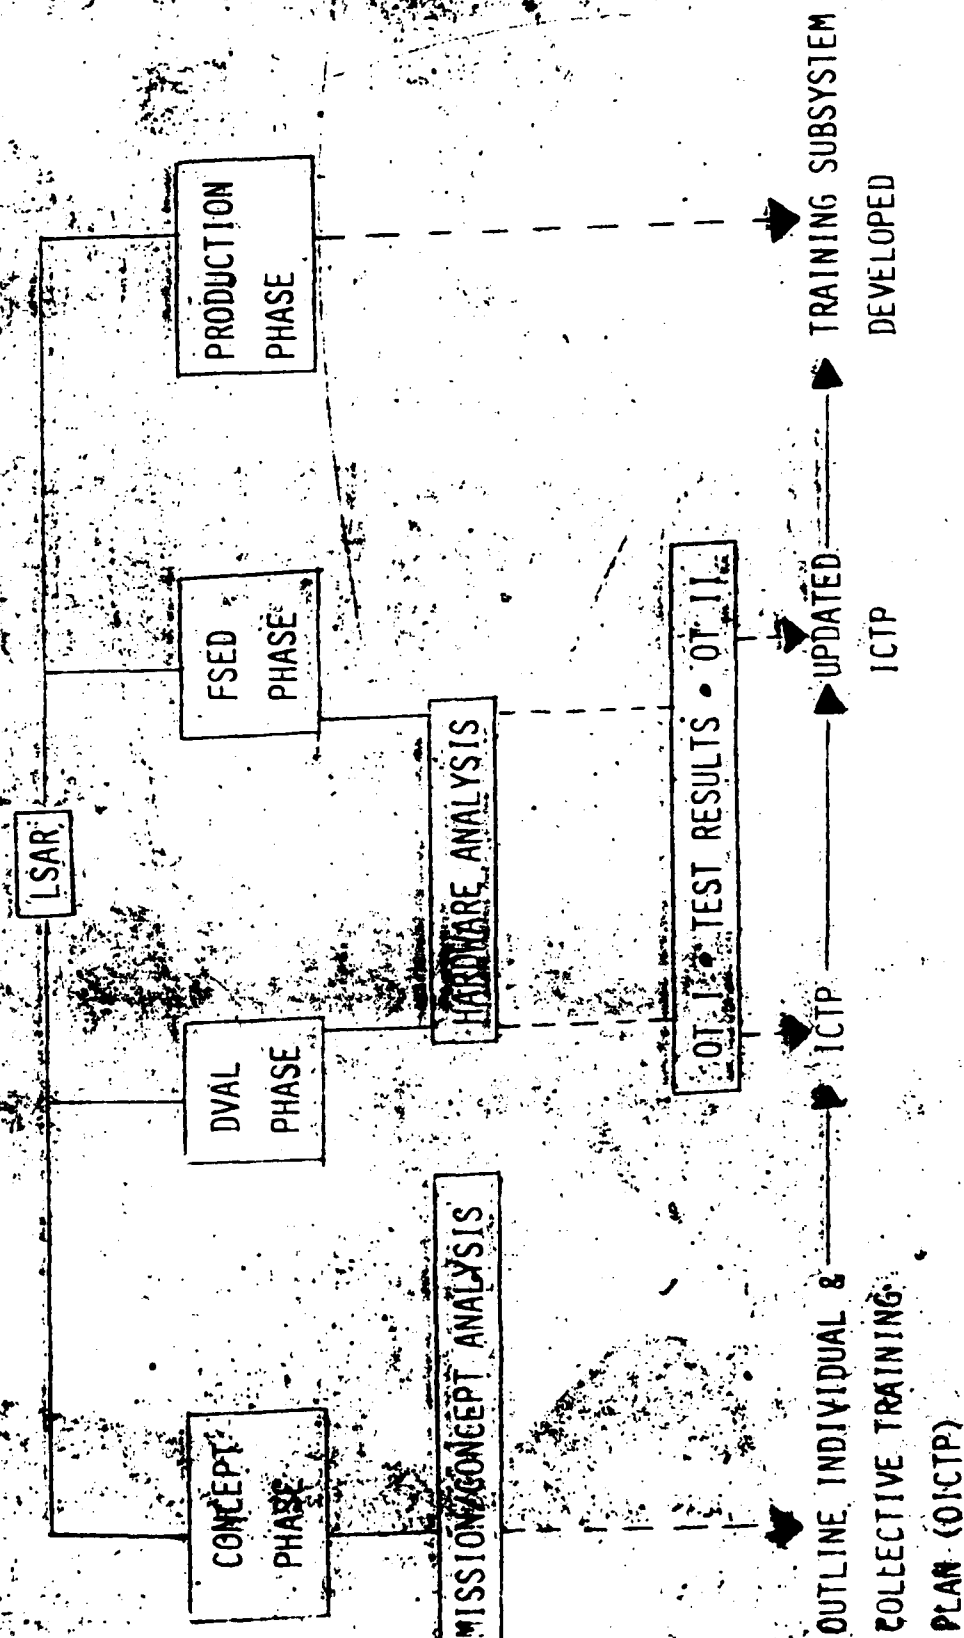 LSAR
CONCEPT
PHASE
DVAL
PHASE
FSED
PHASE
PRODUCTION
PHASE
MISSION/CONCEPT ANALYSIS
HARDWARE ANALYSIS
OT I • TEST RESULTS • OT II
OUTLINE INDIVIDUAL &
COLLECTIVE TRAINING
PLAN (OICTP)
ICTP
UPDATED
ICTP
TRAINING SUBSYSTEM
DEVELOPED